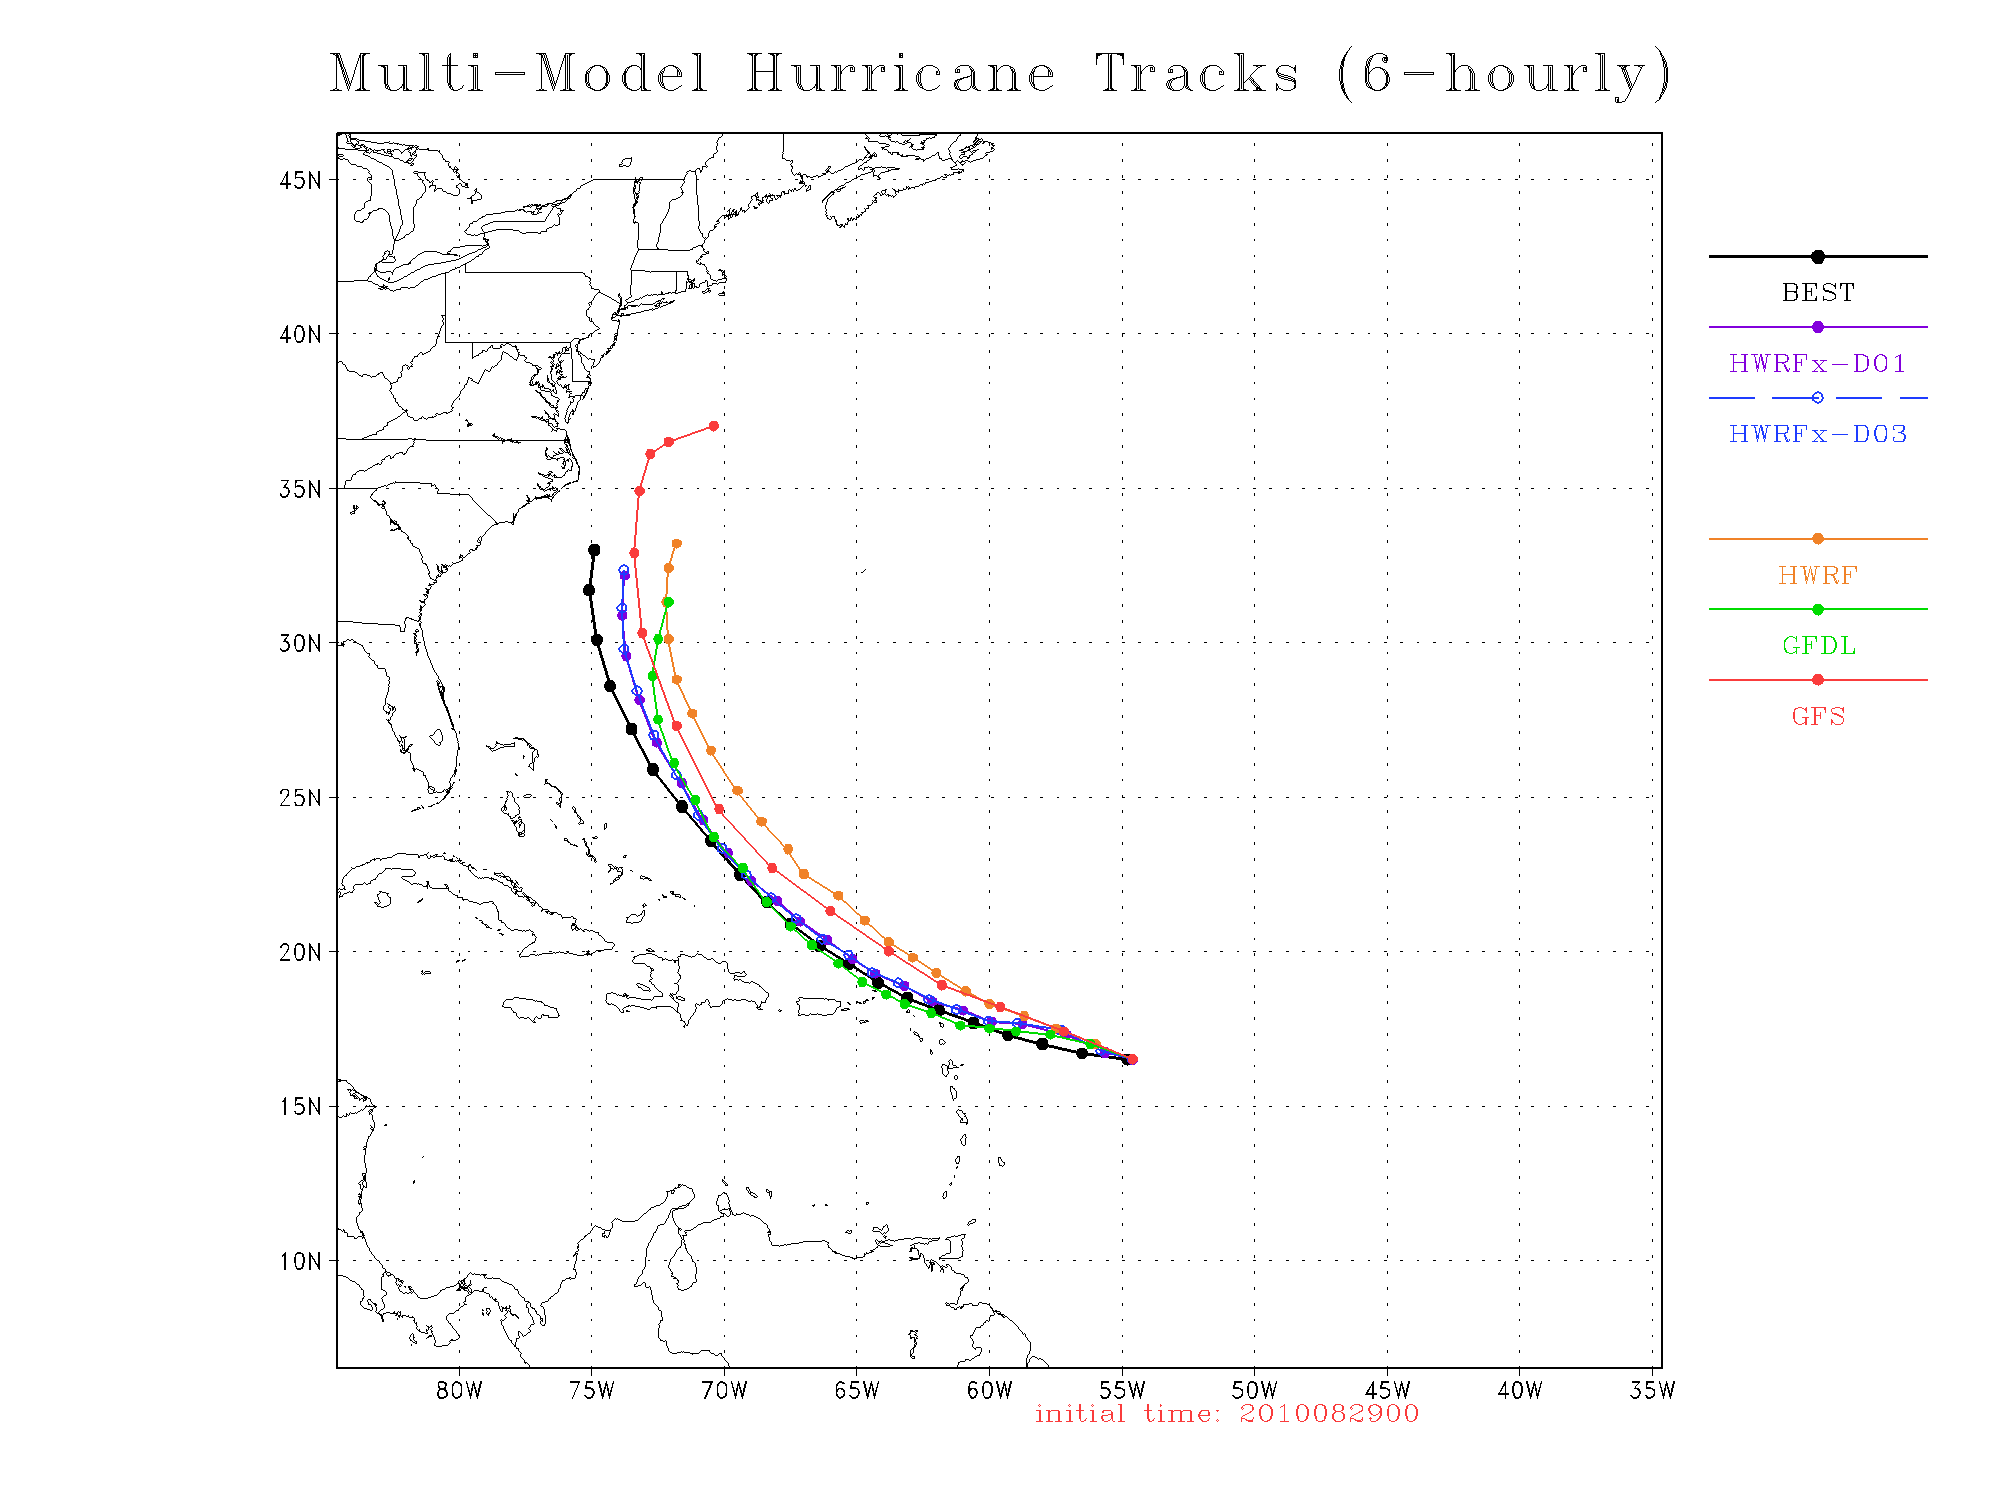 Multi-Model Hurricane Tracks (6-hourly)
45N
40N
35N
30N
25N
20N
15N
10N
80W 75W 70W 65W 60W 55W 50W 45W 40W 35W
initial time: 2010082900
BEST
HWRFx-D01
HWRFx-D03
HWRF
GFDL
GFS